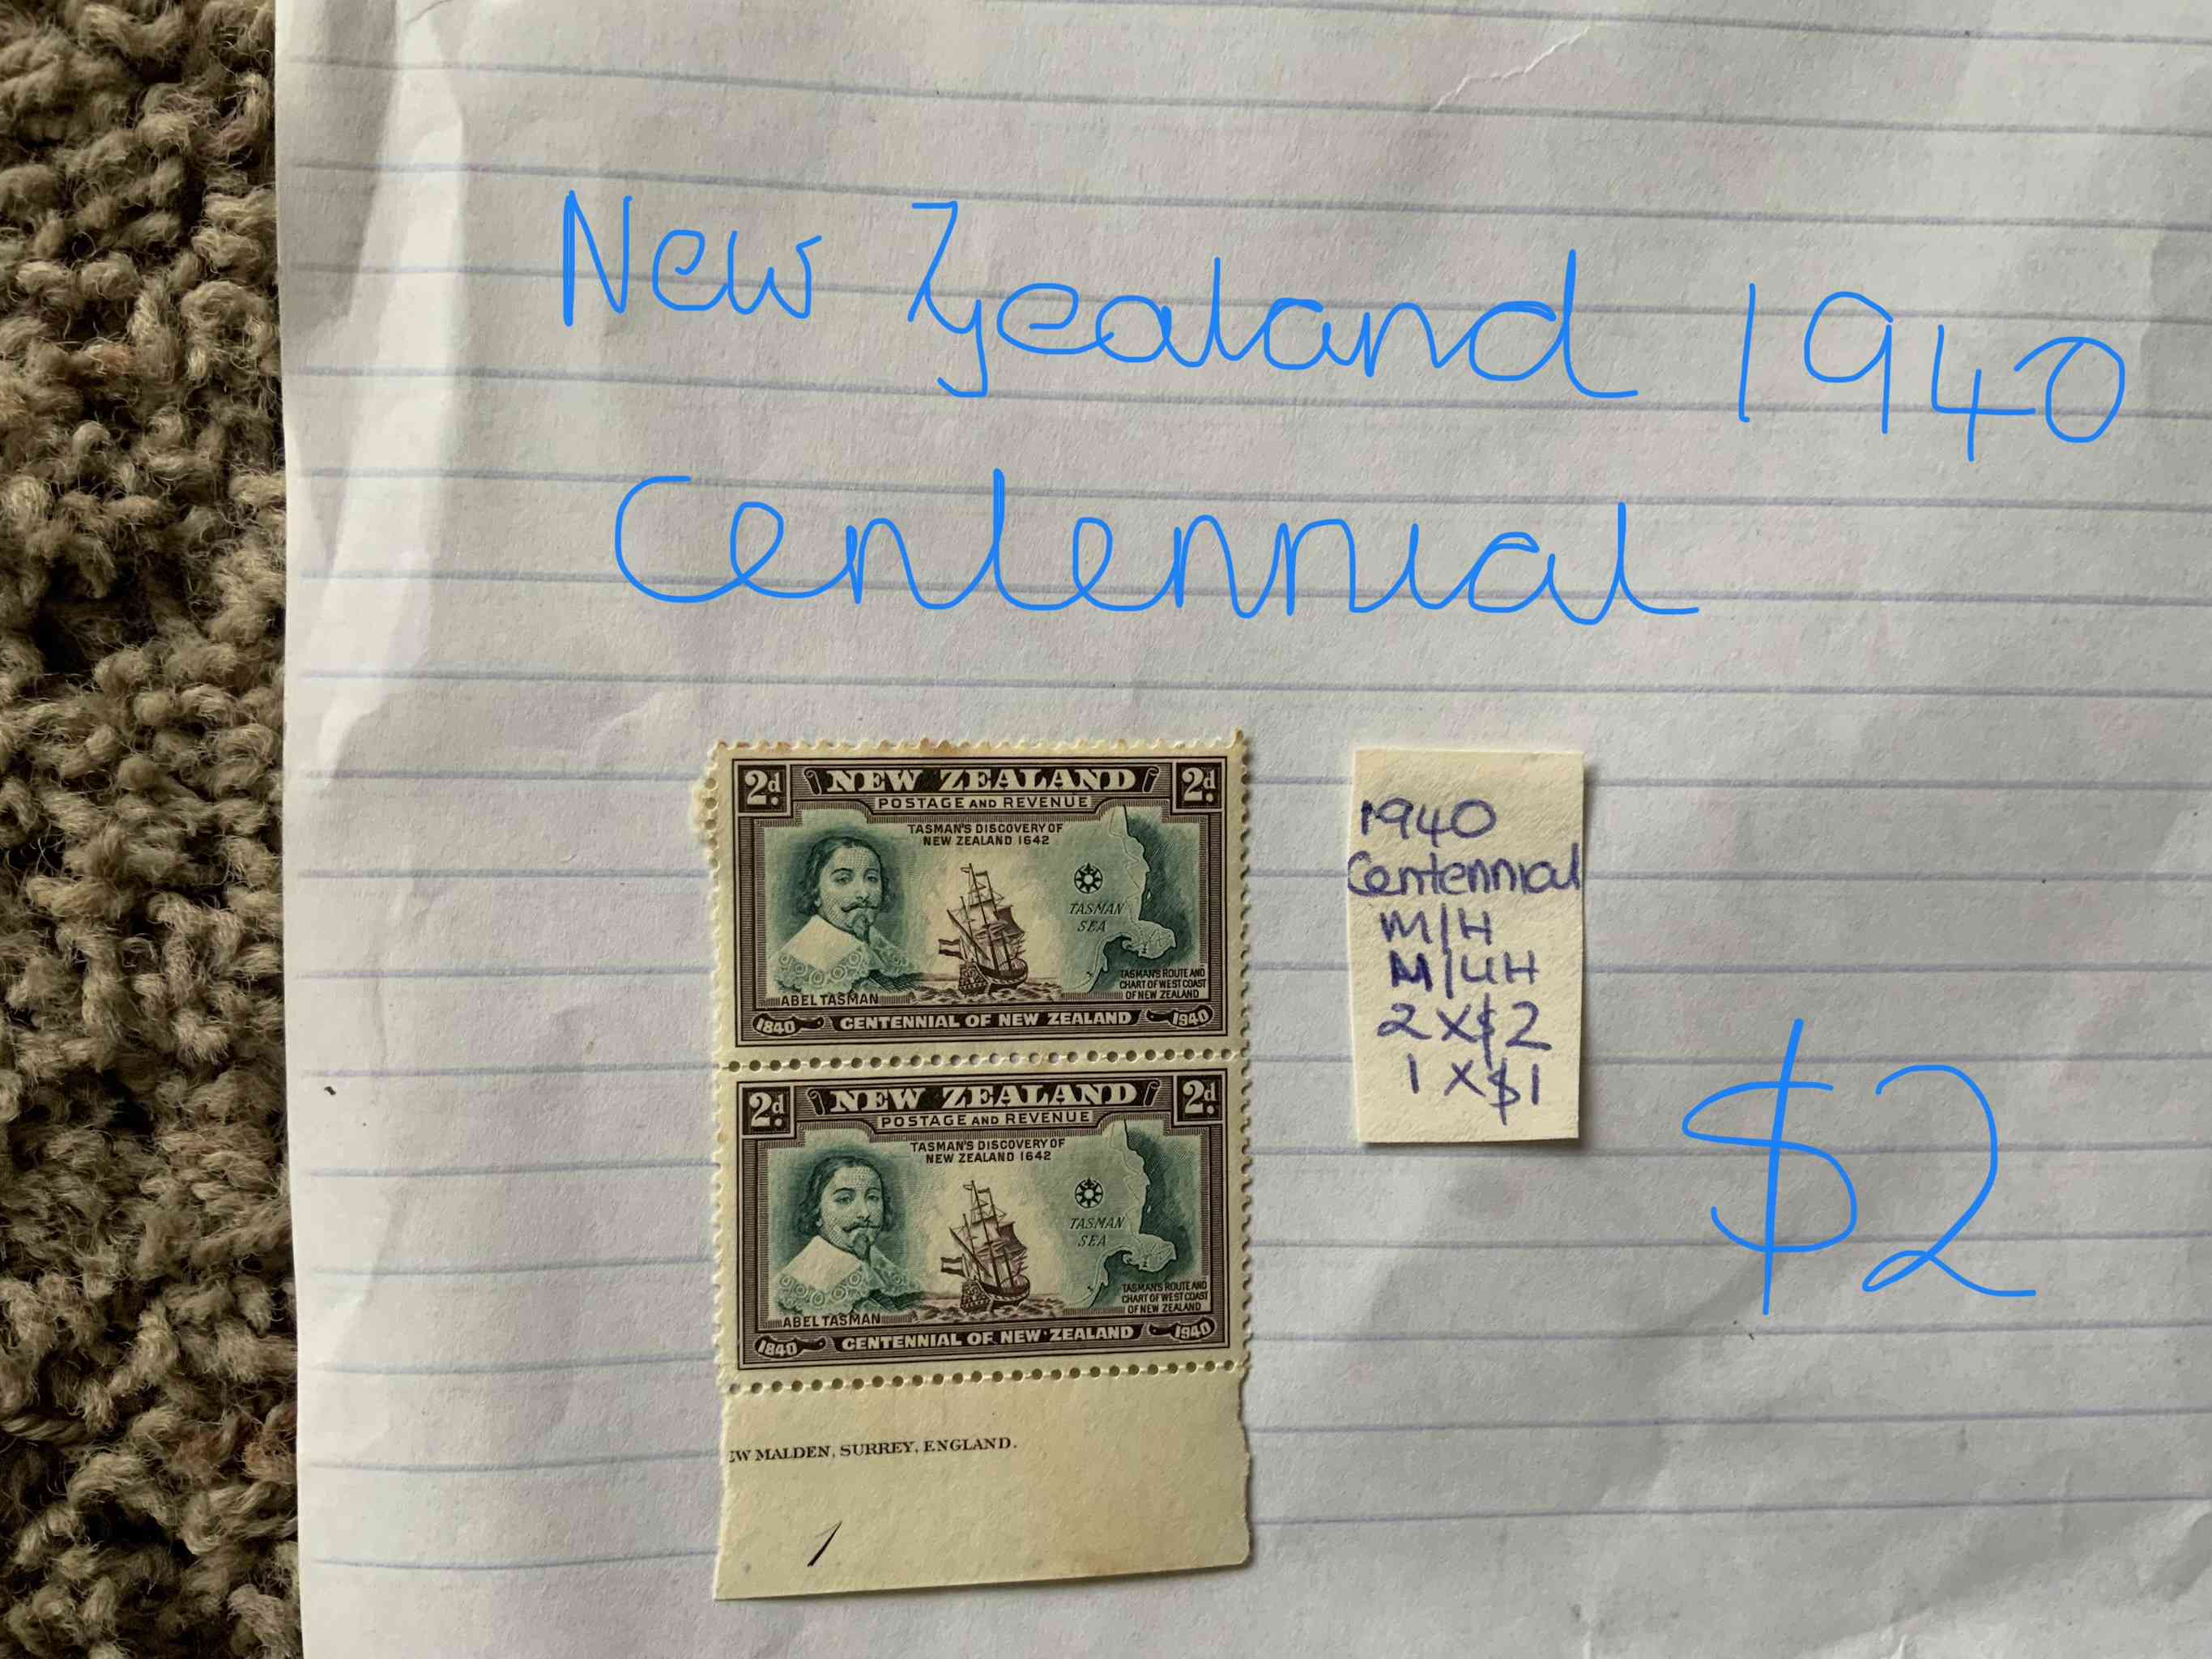 New Zealand 1940
Centennial
2d. NEW ZEALAND 2d.
POSTAGE AND REVENUE
TASMAN'S DISCOVERY OF
NEW ZEALAND 1642
TASMAN
SEA
TASMAN'S ROUTE AND
CHART OF WEST COAST
OF NEW ZEALAND
ABEL TASMAN
1840 CENTENNIAL OF NEW ZEALAND 1940
2d. NEW ZEALAND 2d.
POSTAGE AND REVENUE
TASMAN'S DISCOVERY OF
NEW ZEALAND 1642
TASMAN
SEA
TASMAN'S ROUTE AND
CHART OF WEST COAST
OF NEW ZEALAND
ABEL TASMAN
1840 CENTENNIAL OF NEW ZEALAND 1940
EW MALDEN, SURREY, ENGLAND.
1
1940
Centennial
M/H
M/UH
2 X $2
1 X $1
$2